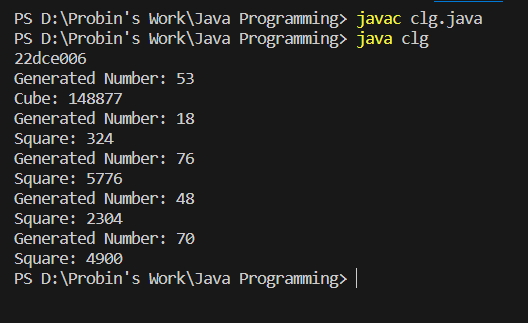 PS D:\Probin's Work\Java Programming> javac clg.java
PS D:\Probin's Work\Java Programming> java clg
22dce006
Generated Number: 53
Cube: 148877
Generated Number: 18
Square: 324
Generated Number: 76
Square: 5776
Generated Number: 48
Square: 2304
Generated Number: 70
Square: 4900
PS D:\Probin's Work\Java Programming>